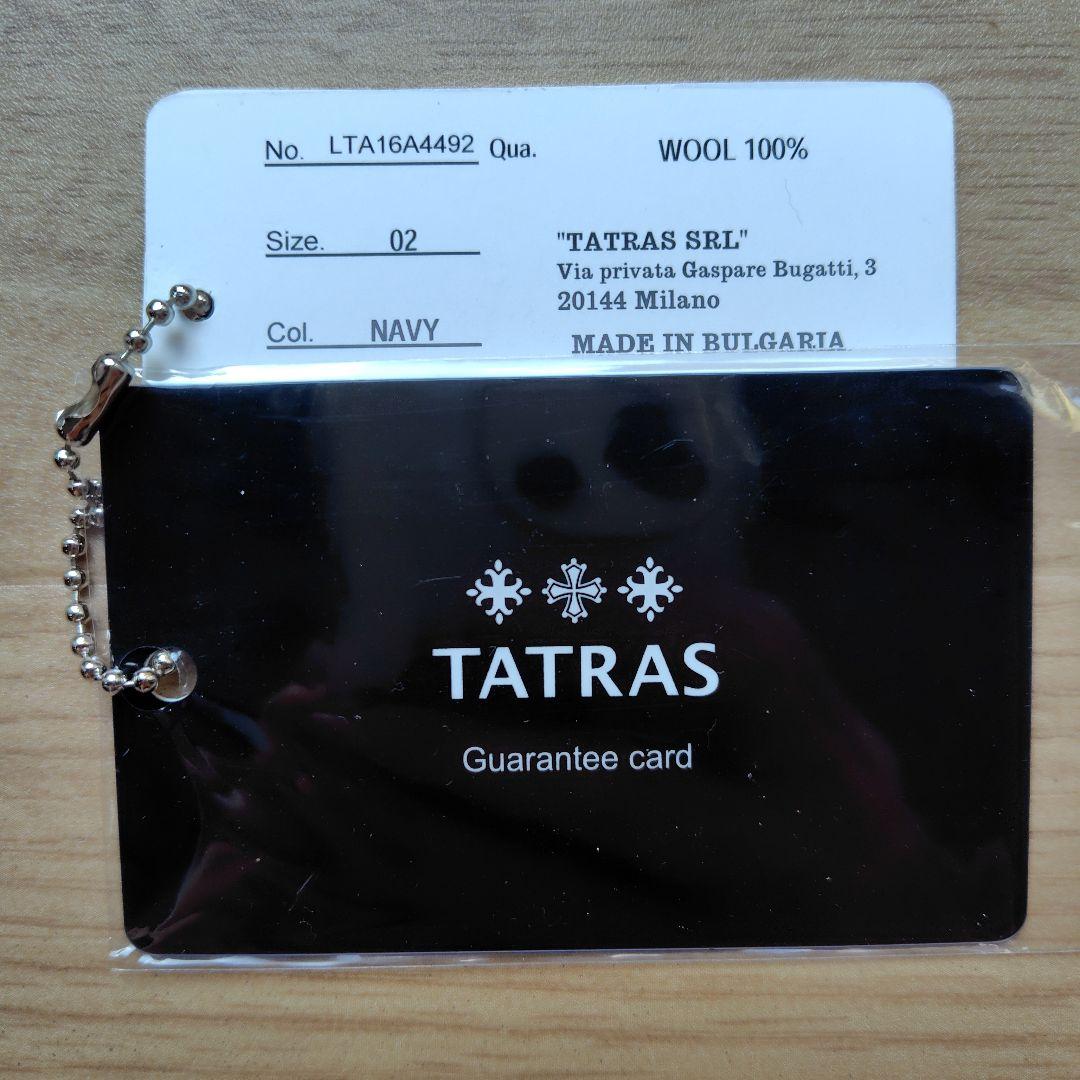 No. LTA16A4492 Qua. WOOL 100%
Size. 02
"TATRAS SRL"
Via privata Gaspare Bugatti, 3
20144 Milano
Col. NAVY
MADE IN BULGARIA
TATRAS
Guarantee card